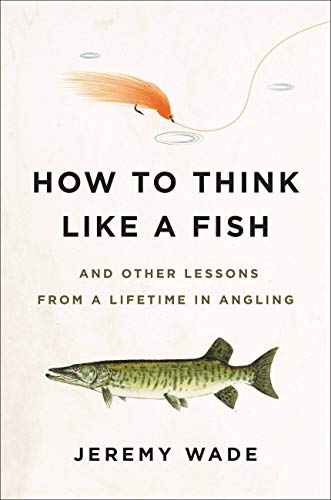 HOW TO THINK
LIKE A FISH
AND OTHER LESSONS
FROM A LIFETIME IN ANGLING
JEREMY WADE